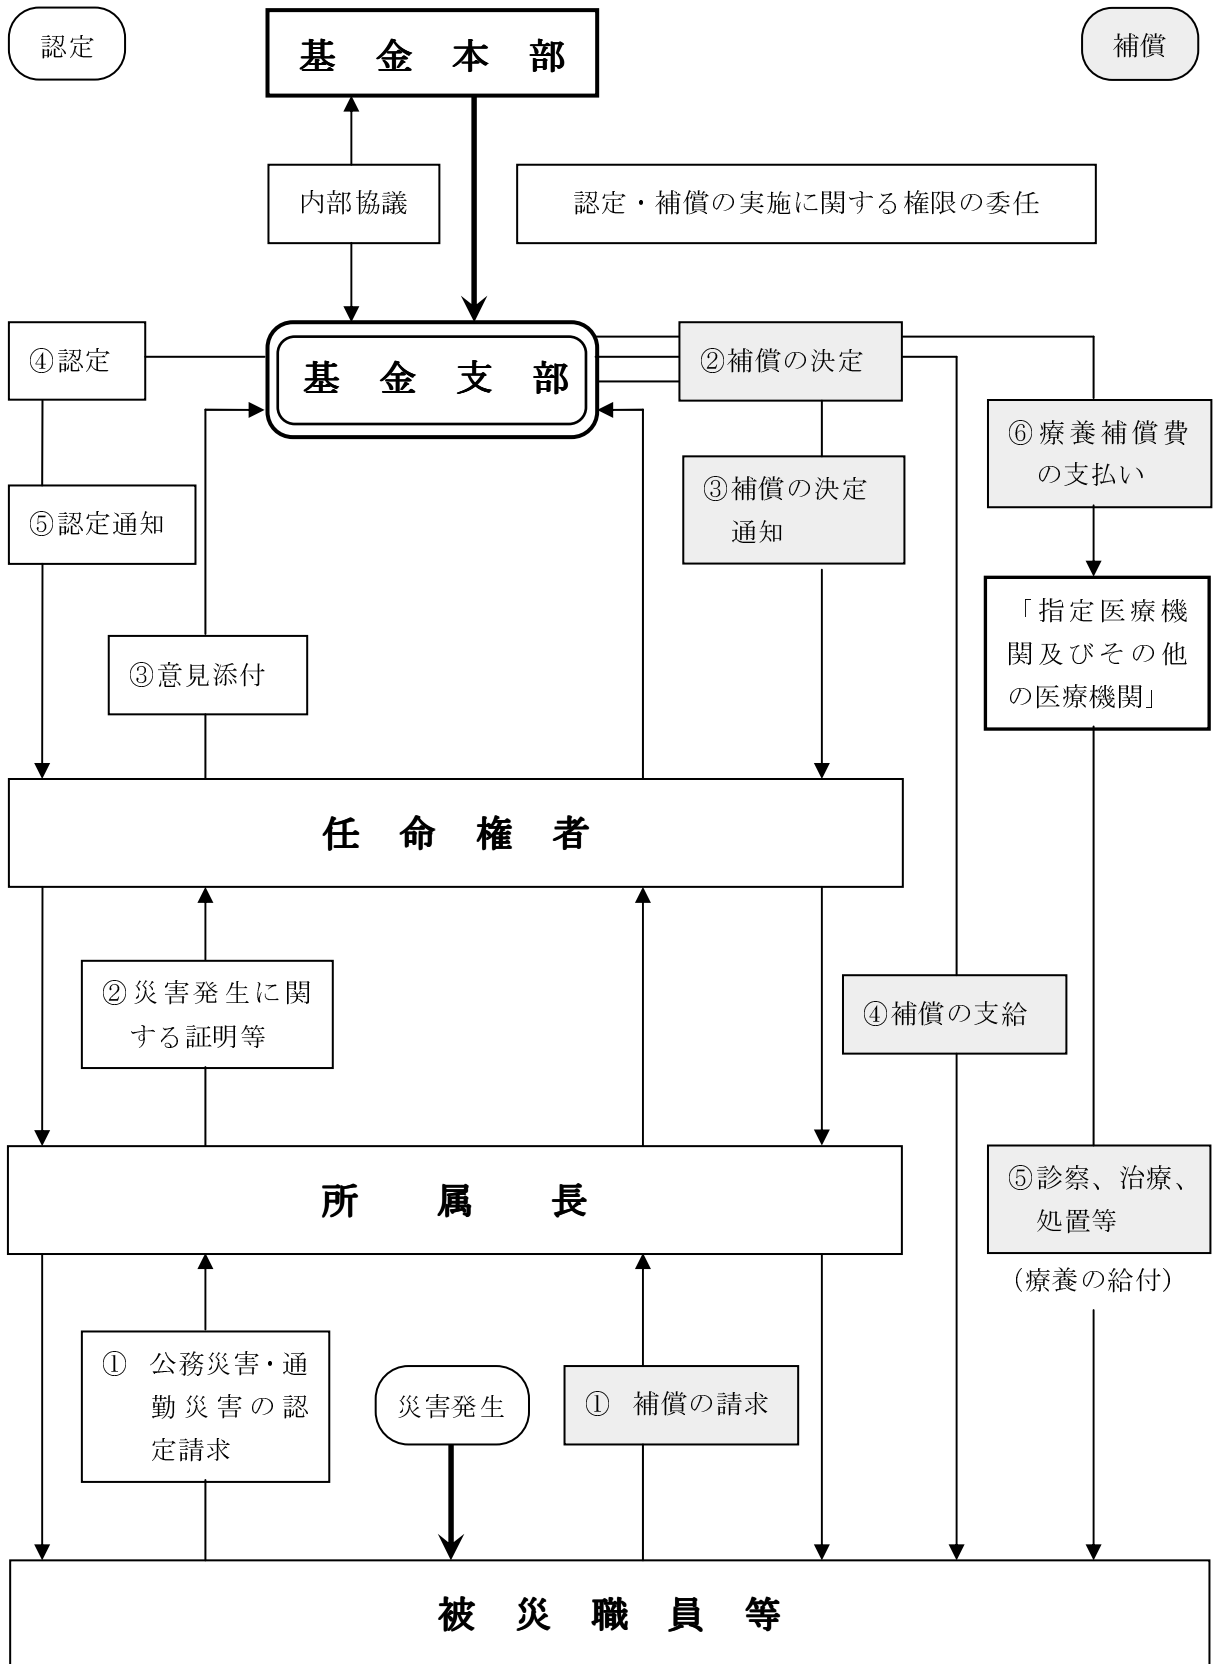 認定
基金本部
補償
内部協議
認定・補償の実施に関する権限の委任
④認定
基金支部
②補償の決定
⑥療養補償費
の支払い
③補償の決定
通知
⑤認定通知
「指定医療機
関及びその他
の医療機関」
③意見添付
任命権者
②災害発生に関
する証明等
④補償の支給
所属長
⑤診察、治療、
処置等
（療養の給付）
① 公務災害・通
勤災害の認
定請求
災害発生
① 補償の請求
被災職員等